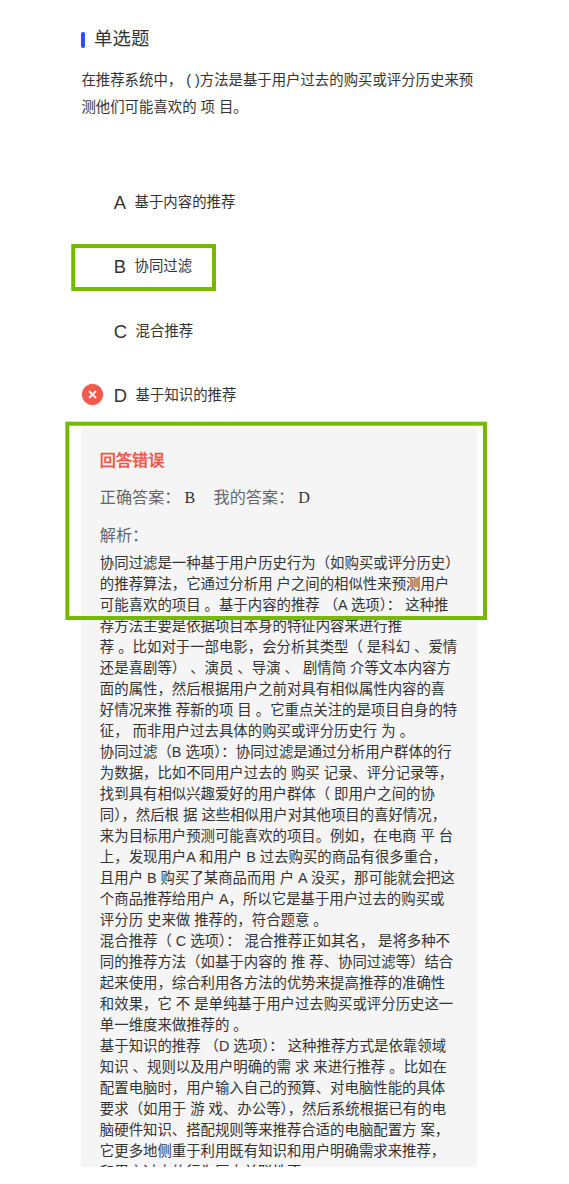 单选题
在推荐系统中， ( )方法是基于用户过去的购买或评分历史来预
测他们可能喜欢的 项 目。
A 基于内容的推荐
B 协同过滤
C 混合推荐
D 基于知识的推荐
回答错误
正确答案： B 我的答案： D
解析：
协同过滤是一种基于用户历史行为（如购买或评分历史）
的推荐算法，它通过分析用 户之间的相似性来预测用户
可能喜欢的项目 。基于内容的推荐 （A 选项）： 这种推
荐方法主要是依据项目本身的特征内容来进行推
荐 。比如对于一部电影，会分析其类型（ 是科幻 、爱情
还是喜剧等） 、演员 、导演 、 剧情简 介等文本内容方
面的属性，然后根据用户之前对具有相似属性内容的喜
好情况来推 荐新的项 目 。它重点关注的是项目自身的特
征， 而非用户过去具体的购买或评分历史行 为 。
协同过滤（B 选项）：协同过滤是通过分析用户群体的行
为数据，比如不同用户过去的 购买 记录、评分记录等，
找到具有相似兴趣爱好的用户群体（ 即用户之间的协
同），然后根 据 这些相似用户对其他项目的喜好情况，
来为目标用户预测可能喜欢的项目。例如，在电商 平 台
上，发现用户A 和用户 B 过去购买的商品有很多重合，
且用户 B 购买了某商品而用 户 A 没买，那可能就会把这
个商品推荐给用户 A，所以它是基于用户过去的购买或
评分历 史来做 推荐的，符合题意 。
混合推荐（ C 选项）： 混合推荐正如其名， 是将多种不
同的推荐方法（如基于内容的 推 荐、协同过滤等）结合
起来使用，综合利用各方法的优势来提高推荐的准确性
和效果，它 不 是单纯基于用户过去购买或评分历史这一
单一维度来做推荐的 。
基于知识的推荐 （D 选项）： 这种推荐方式是依靠领域
知识 、规则以及用户明确的需 求 来进行推荐 。比如在
配置电脑时，用户输入自己的预算、对电脑性能的具体
要求（如用于 游 戏、办公等），然后系统根据已有的电
脑硬件知识、搭配规则等来推荐合适的电脑配置方 案，
它更多地侧重于利用既有知识和用户明确需求来推荐，